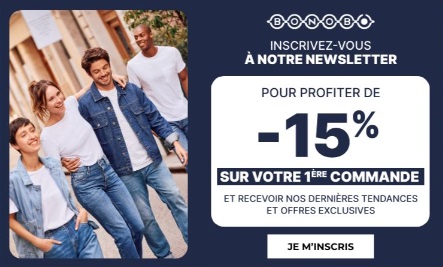 BONOBO
INSCRIVEZ-VOUS
À NOTRE NEWSLETTER
POUR PROFITER DE
-15%
SUR VOTRE 1ÈRE COMMANDE
ET RECEVOIR NOS DERNIÈRES TENDANCES
ET OFFRES EXCLUSIVES
JE M'INSCRIS